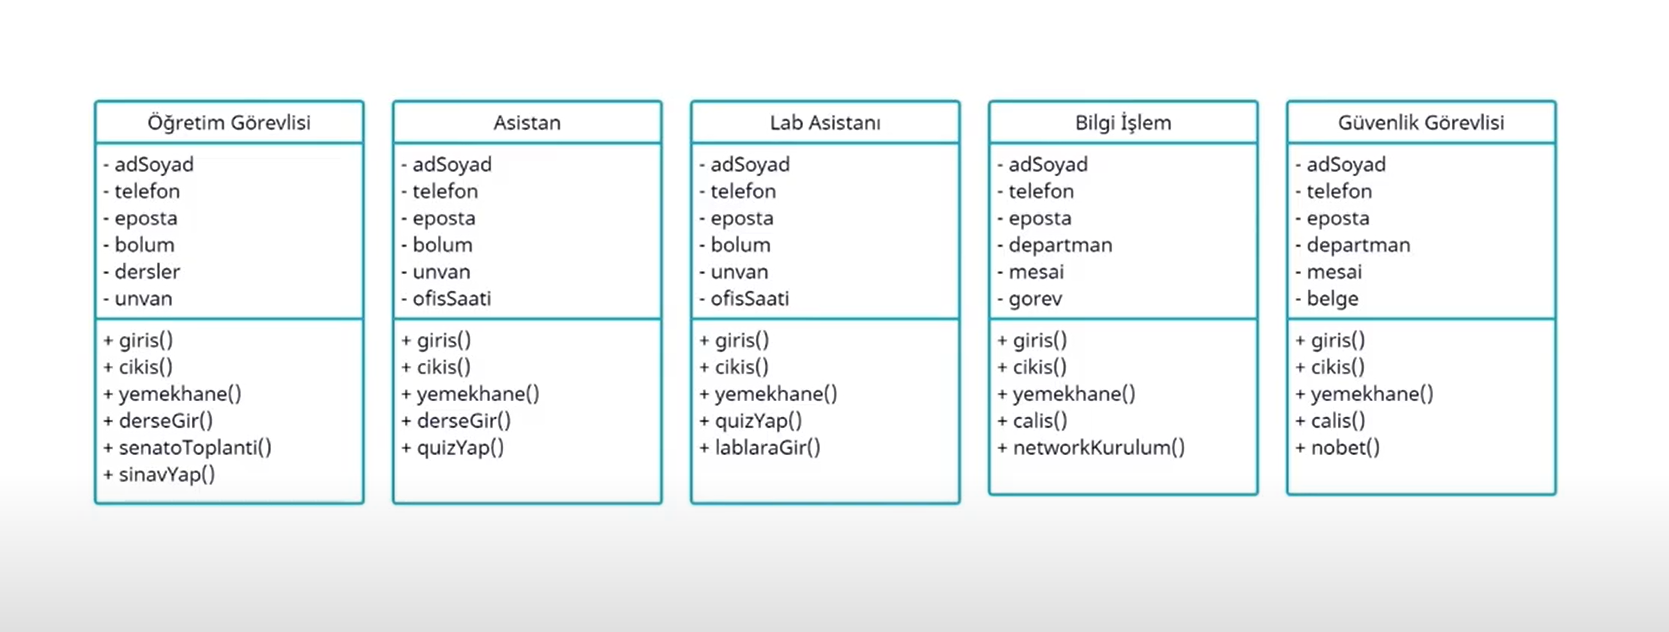 Öğretim Görevlisi
- adSoyad
- telefon
- eposta
- bolum
- dersler
- unvan
+ giris()
+ cikis()
+ yemekhane()
+ derseGir()
+ senatoToplanti()
+ sinavYap()
Asistan
- adSoyad
- telefon
- eposta
- bolum
- unvan
- ofisSaati
+ giris()
+ cikis()
+ yemekhane()
+ derseGir()
+ quizYap()
Lab Asistanı
- adSoyad
- telefon
- eposta
- bolum
- unvan
- ofisSaati
+ giris()
+ cikis()
+ yemekhane()
+ quizYap()
+ lablaraGir()
Bilgi İşlem
- adSoyad
- telefon
- eposta
- departman
- mesai
- gorev
+ giris()
+ cikis()
+ yemekhane()
+ calis()
+ networkKurulum()
Güvenlik Görevlisi
- adSoyad
- telefon
- eposta
- departman
- mesai
- belge
+ giris()
+ cikis()
+ yemekhane()
+ calis()
+ nobet()